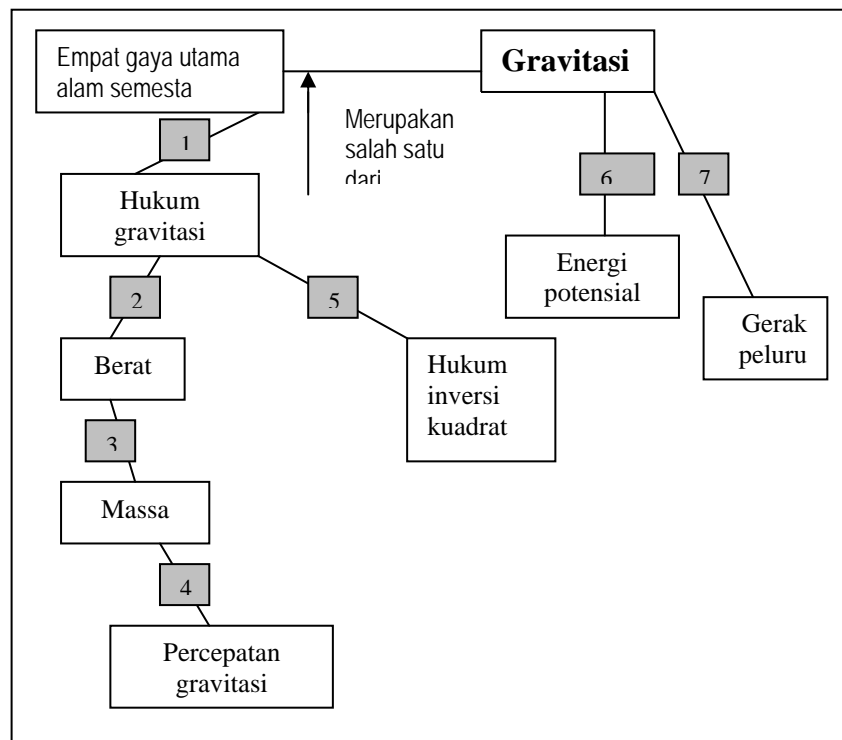 Empat gaya utama
alam semesta
Gravitasi
Merupakan
salah satu
dari
1
6
7
Hukum
gravitasi
Energi
potensial
2
5
Gerak
peluru
Berat
Hukum
inversi
kuadrat
3
Massa
4
Percepatan
gravitasi